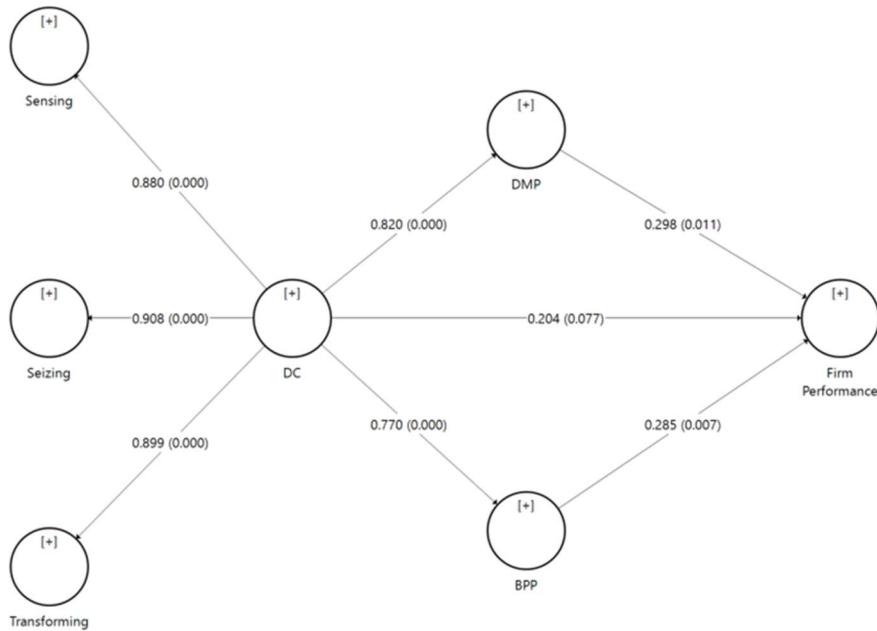 [+]
Sensing
[+]
DMP
0.880 (0.000)
0.820 (0.000)
0.298 (0.011)
[+]
Seizing
0.908 (0.000)
[+]
DC
0.204 (0.077)
[+]
Firm
Performance
0.899 (0.000)
0.770 (0.000)
0.285 (0.007)
[+]
Transforming
[+]
BPP